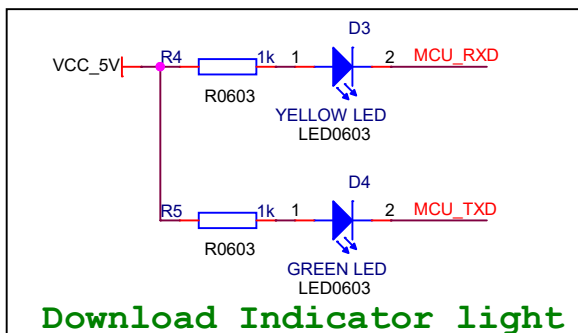 D3
VCC_5V R4 1k 1 2 MCU_RXD
R0603
YELLOW LED
LED0603
D4
R5 1k 1 2 MCU_TXD
R0603
GREEN LED
LED0603
Download Indicator light